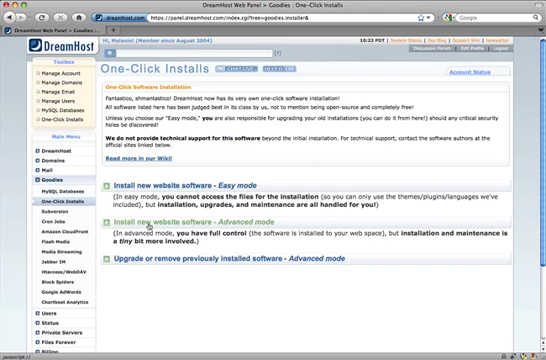 DreamHost Web Panel > Goodies > One-Click Installs
dreamhost.com
https://panel.dreamhost.com/index.cgi?tree=goodies.installer&
Google
DreamHost Web Panel > Goodies...
DREAMHOST
Hi, Melanie! (Member since August 2004)
10:23 PDT
System Status
Our Blog
Suggestion Box
Wiki
Newsletter
Discussion Forum
Edit Profile
Logout
Toolbox
Manage Account
Manage Domains
Manage Email
Manage Users
MySQL Databases
One-Click Installs
Main Menu
DreamHost
Domains
Mail
Goodies
MySQL Databases
One-Click Installs
Subversion
Cron Jobs
Amazon CloudFront
Flash Media
Media Streaming
Jabber IM
Htaccess/WebDAV
Block Spiders
Google AdWords
Chartbeat Analytics
Users
Status
Private Servers
Files Forever
Billing
One-Click Installs
Account Status
One-Click Software Installation
Fantastico, shmantastico! DreamHost now has its very own one-click software installation!
All software listed here has been judged best in its class by us, not to mention being opensource and completely free!
Unless you choose our "Easy mode," you are also responsible for upgrading your old installations (you can do it from here!) should any critical security
holes be discovered!
We do not provide technical support for this software beyond the initial installation. For technical support, contact the software authors at the
official sites linked below.
Read more in our Wiki!
Install new website software - Easy mode
(In easy mode, you cannot access the files for the installation (so you can only use the themes/plugins/languages we've
included), but installation, upgrades, and maintenance are all handled for you!)
Install new website software - Advanced mode
(In advanced mode, you have full control (the software is installed to your web space), but installation and maintenance is
a tiny bit more involved.)
Upgrade or remove previously installed software - Advanced mode